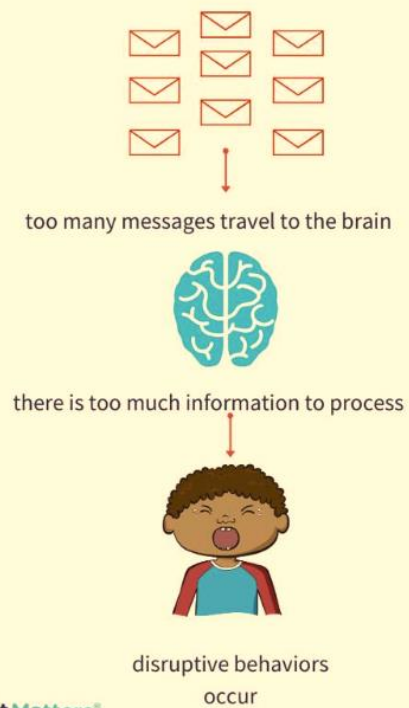 too many messages travel to the brain
there is too much information to process
disruptive behaviors
occur